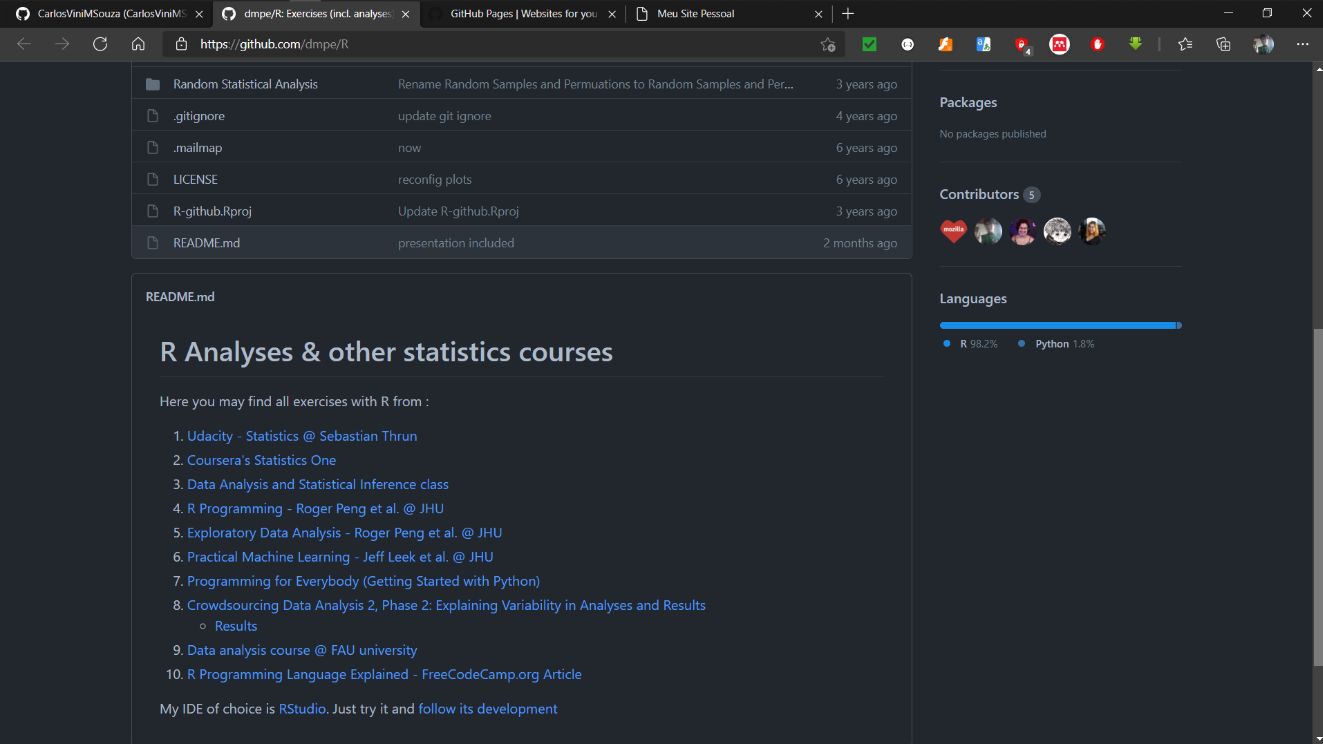 CarlosViniMSouza (CarlosViniMS
dmpe/R: Exercises (incl. analyses)
GitHub Pages | Websites for you
Meu Site Pessoal
https://github.com/dmpe/R
4
Random Statistical Analysis Rename Random Samples and Permuations to Random Samples and Per... 3 years ago
.gitignore update git ignore 4 years ago
.mailmap now 6 years ago
LICENSE reconfig plots 6 years ago
R-github.Rproj Update R-github.Rproj 3 years ago
README.md presentation included 2 months ago
README.md
R Analyses & other statistics courses
Here you may find all exercises with R from :
1. Udacity - Statistics @ Sebastian Thrun
2. Coursera's Statistics One
3. Data Analysis and Statistical Inference class
4. R Programming - Roger Peng et al. @ JHU
5. Exploratory Data Analysis - Roger Peng et al. @ JHU
6. Practical Machine Learning - Jeff Leek et al. @ JHU
7. Programming for Everybody (Getting Started with Python)
8. Crowdsourcing Data Analysis 2, Phase 2: Explaining Variability in Analyses and Results
Results
9. Data analysis course @ FAU university
10. R Programming Language Explained - FreeCodeCamp.org Article
My IDE of choice is RStudio. Just try it and follow its development
Packages
No packages published
Contributors 5
mozilla
Languages
R 98.2% Python 1.8%